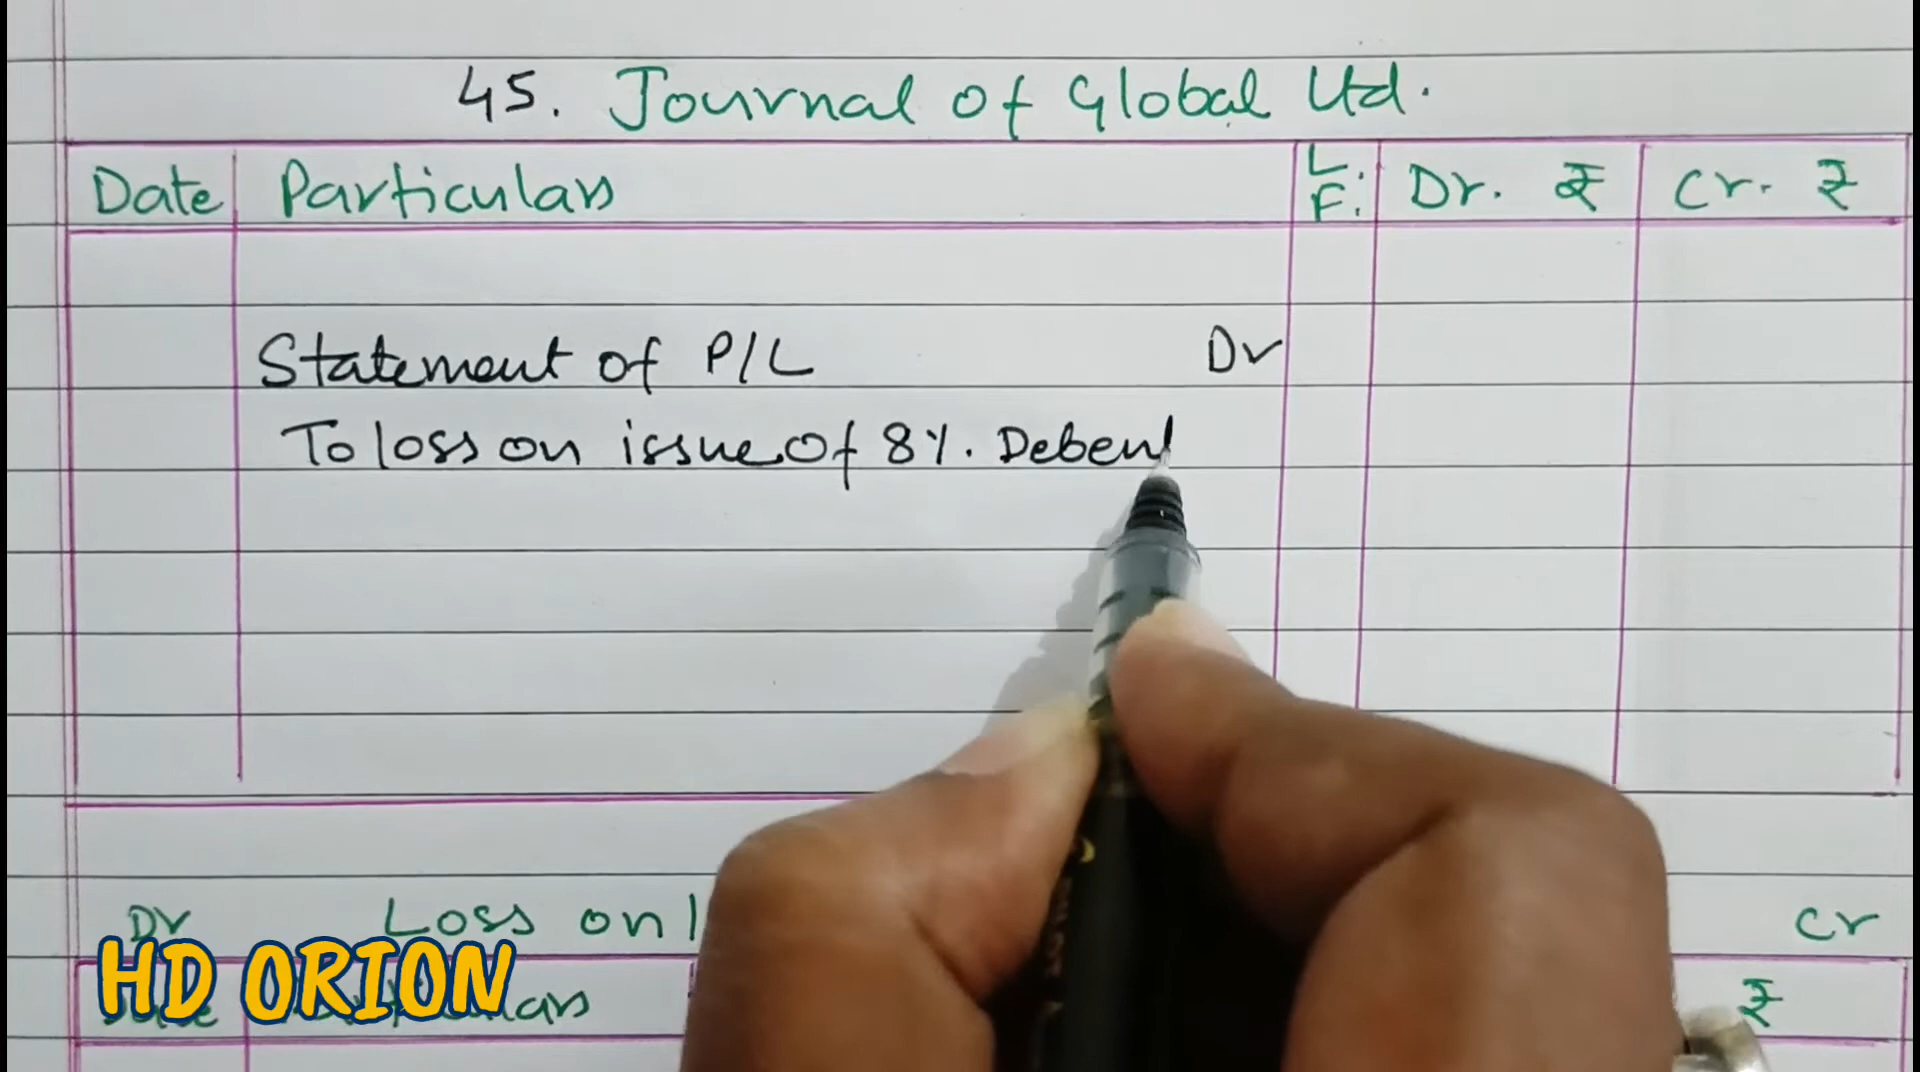 45. Journal of Global Ltd.
Date Particulars L.F. Dr. ₹ Cr. ₹
Statement of P/L Dr
To loss on issue of 8%. Deben
Dr Loss on Cr
HD ORION
₹